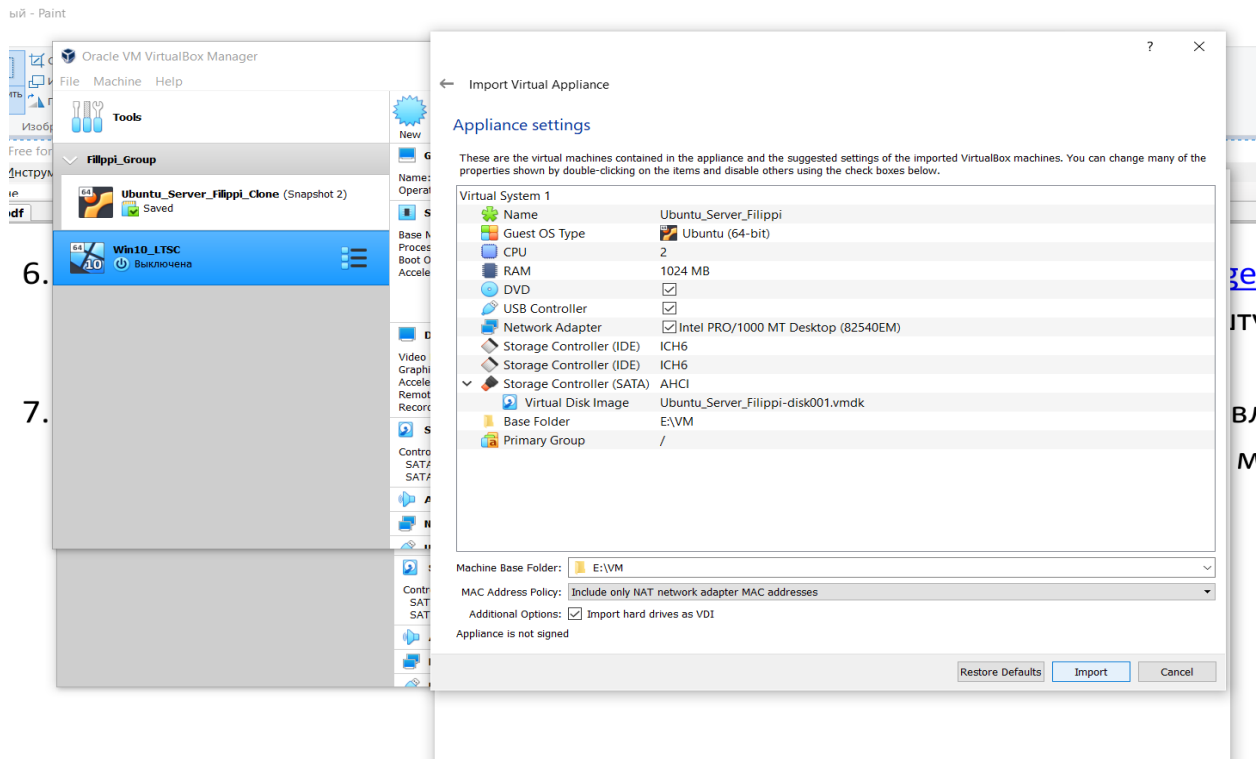 ый - Paint
Oracle VM VirtualBox Manager
File Machine Help
Tools
New
Fillppi_Group
Ubuntu_Server_Filippi_Clone (Snapshot 2)
Saved
Win10_LTSC
Выключена
Изобр
Free for
Инструм
df
6.
7.
Name:
Operat
Base M
Proces
Boot O
Accele
Video
Graphi
Accele
Remot
Record
Contro
SATA
SATA
Contr
SAT
SAT
? ×
← Import Virtual Appliance
Appliance settings
These are the virtual machines contained in the appliance and the suggested settings of the imported VirtualBox machines. You can change many of the
properties shown by double-clicking on the items and disable others using the check boxes below.
Virtual System 1
Name Ubuntu_Server_Filippi
Guest OS Type Ubuntu (64-bit)
CPU 2
RAM 1024 MB
DVD
USB Controller
Network Adapter Intel PRO/1000 MT Desktop (82540EM)
Storage Controller (IDE) ICH6
Storage Controller (IDE) ICH6
Storage Controller (SATA) AHCI
Virtual Disk Image Ubuntu_Server_Filippi-disk001.vmdk
Base Folder E:\VM
Primary Group /
Machine Base Folder: E:\VM
MAC Address Policy: Include only NAT network adapter MAC addresses
Additional Options: Import hard drives as VDI
Appliance is not signed
Restore Defaults Import Cancel